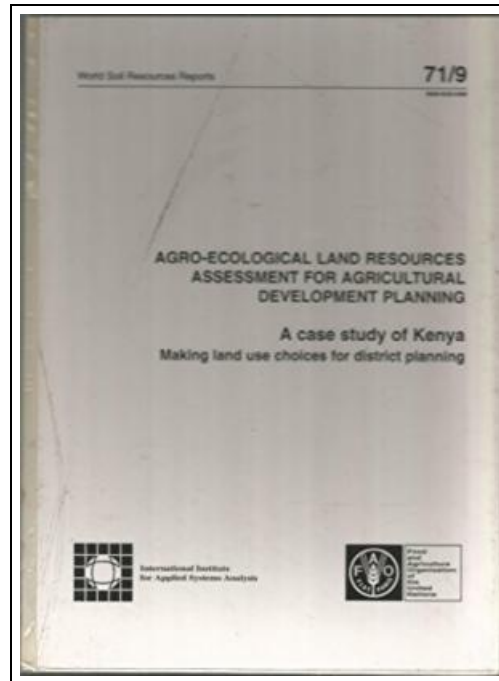 World Soil Resources Reports
71/9
AGRO-ECOLOGICAL LAND RESOURCES
ASSESSMENT FOR AGRICULTURAL
DEVELOPMENT PLANNING
A case study of Kenya
Making land use choices for district planning
International Institute
for Applied Systems Analysis
F A O
FIAT PANIS
Food
and
Agriculture
Organization
of
the
United
Nations